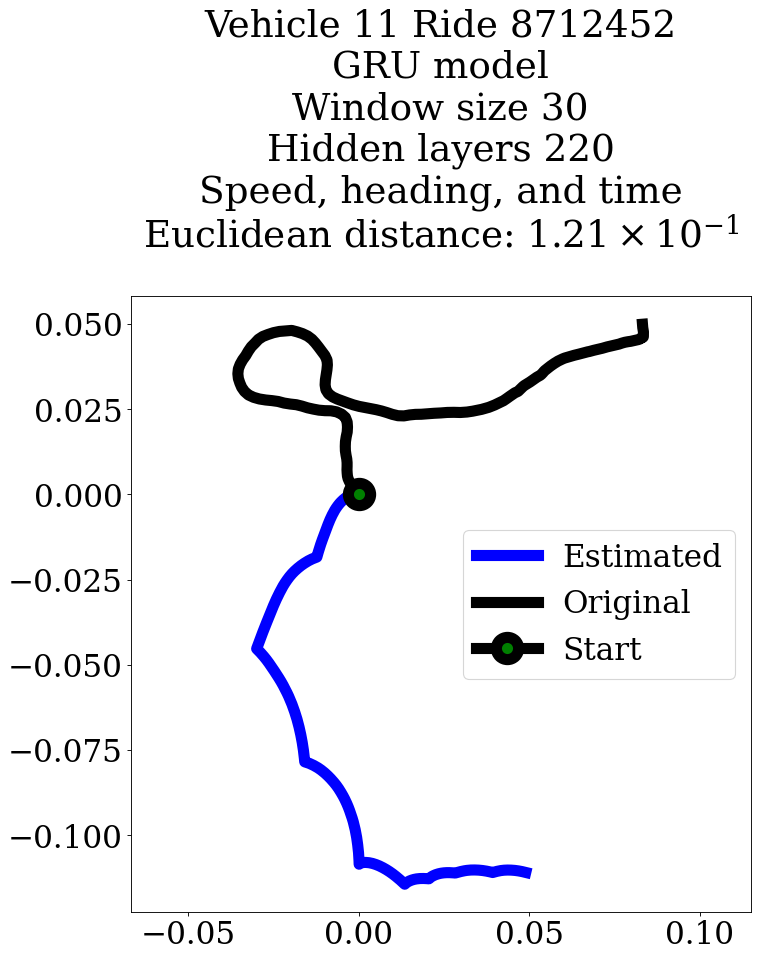 Vehicle 11 Ride 8712452
GRU model
Window size 30
Hidden layers 220
Speed, heading, and time
Euclidean distance: 1.21 × 10⁻¹
0.050
0.025
0.000
−0.025
−0.050
−0.075
−0.100
Estimated
Original
Start
−0.05
0.00
0.05
0.10